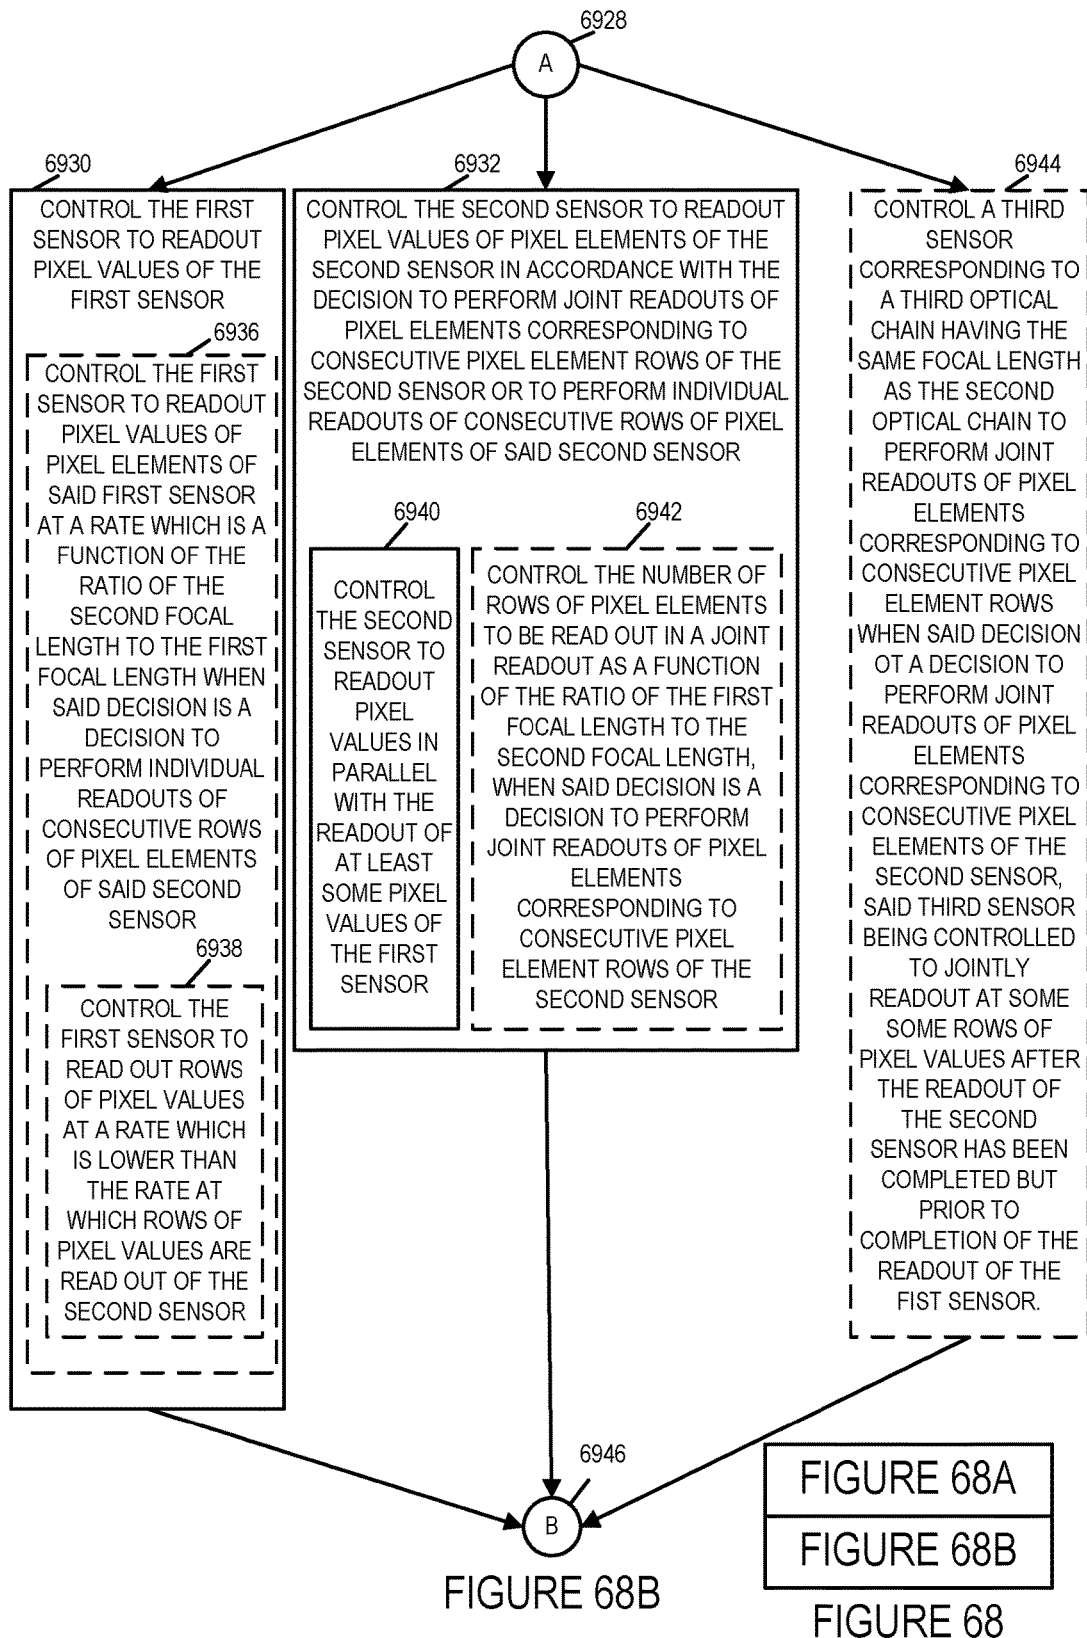 6928
A
6930
CONTROL THE FIRST
SENSOR TO READOUT
PIXEL VALUES OF THE
FIRST SENSOR
6936
CONTROL THE FIRST
SENSOR TO READOUT
PIXEL VALUES OF
PIXEL ELEMENTS OF
SAID FIRST SENSOR
AT A RATE WHICH IS A
FUNCTION OF THE
RATIO OF THE
SECOND FOCAL
LENGTH TO THE FIRST
FOCAL LENGTH WHEN
SAID DECISION IS A
DECISION TO
PERFORM INDIVIDUAL
READOUTS OF
CONSECUTIVE ROWS
OF PIXEL ELEMENTS
OF SAID SECOND
SENSOR
6938
CONTROL THE
FIRST SENSOR TO
READ OUT ROWS
OF PIXEL VALUES
AT A RATE WHICH
IS LOWER THAN
THE RATE AT
WHICH ROWS OF
PIXEL VALUES ARE
READ OUT OF THE
SECOND SENSOR
6932
CONTROL THE SECOND SENSOR TO READOUT
PIXEL VALUES OF PIXEL ELEMENTS OF THE
SECOND SENSOR IN ACCORDANCE WITH THE
DECISION TO PERFORM JOINT READOUTS OF
PIXEL ELEMENTS CORRESPONDING TO
CONSECUTIVE PIXEL ELEMENT ROWS OF THE
SECOND SENSOR OR TO PERFORM INDIVIDUAL
READOUTS OF CONSECUTIVE ROWS OF PIXEL
ELEMENTS OF SAID SECOND SENSOR
6940
CONTROL
THE SECOND
SENSOR TO
READOUT
PIXEL
VALUES IN
PARALLEL
WITH THE
READOUT OF
AT LEAST
SOME PIXEL
VALUES OF
THE FIRST
SENSOR
6942
CONTROL THE NUMBER OF
ROWS OF PIXEL ELEMENTS
TO BE READ OUT IN A JOINT
READOUT AS A FUNCTION
OF THE RATIO OF THE FIRST
FOCAL LENGTH TO THE
SECOND FOCAL LENGTH,
WHEN SAID DECISION IS A
DECISION TO PERFORM
JOINT READOUTS OF PIXEL
ELEMENTS
CORRESPONDING TO
CONSECUTIVE PIXEL
ELEMENT ROWS OF THE
SECOND SENSOR
6944
CONTROL A THIRD
SENSOR
CORRESPONDING TO
A THIRD OPTICAL
CHAIN HAVING THE
SAME FOCAL LENGTH
AS THE SECOND
OPTICAL CHAIN TO
PERFORM JOINT
READOUTS OF PIXEL
ELEMENTS
CORRESPONDING TO
CONSECUTIVE PIXEL
ELEMENT ROWS
WHEN SAID DECISION
OT A DECISION TO
PERFORM JOINT
READOUTS OF PIXEL
ELEMENTS
CORRESPONDING TO
CONSECUTIVE PIXEL
ELEMENTS OF THE
SECOND SENSOR,
SAID THIRD SENSOR
BEING CONTROLLED
TO JOINTLY
READOUT AT SOME
SOME ROWS OF
PIXEL VALUES AFTER
THE READOUT OF
THE SECOND
SENSOR HAS BEEN
COMPLETED BUT
PRIOR TO
COMPLETION OF THE
READOUT OF THE
FIST SENSOR.
6946
B
FIGURE 68B
FIGURE 68A
FIGURE 68B
FIGURE 68